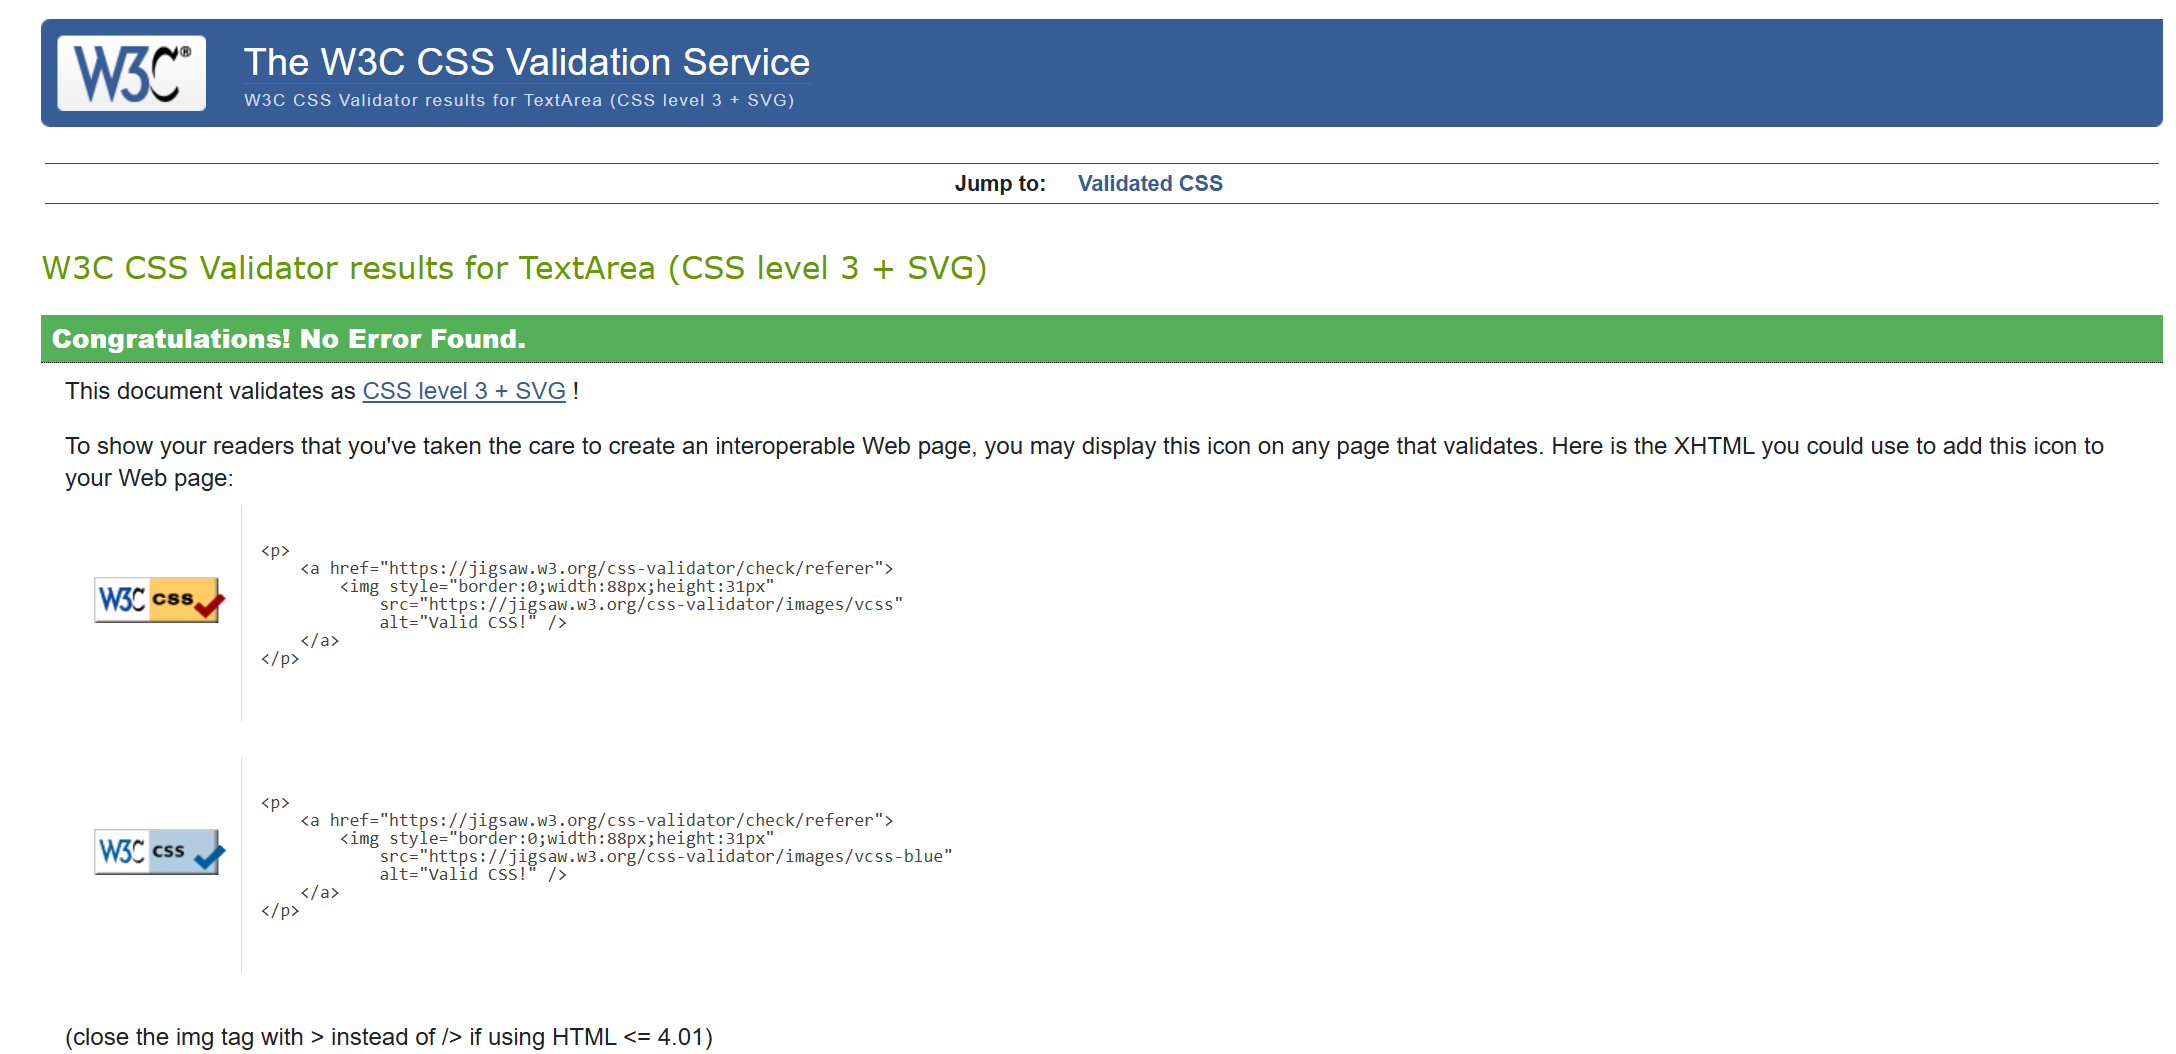 W3C®
The W3C CSS Validation Service
W3C CSS Validator results for TextArea (CSS level 3 + SVG)
Jump to: Validated CSS
W3C CSS Validator results for TextArea (CSS level 3 + SVG)
Congratulations! No Error Found.
This document validates as CSS level 3 + SVG !
To show your readers that you've taken the care to create an interoperable Web page, you may display this icon on any page that validates. Here is the XHTML you could use to add this icon to
your Web page:
<p>
    <a href="https://jigsaw.w3.org/css-validator/check/referer">
W3C css
        <img style="border:0;width:88px;height:31px"
            src="https://jigsaw.w3.org/css-validator/images/vcss"
            alt="Valid CSS!" />
    </a>
</p>
<p>
    <a href="https://jigsaw.w3.org/css-validator/check/referer">
W3C css
        <img style="border:0;width:88px;height:31px"
            src="https://jigsaw.w3.org/css-validator/images/vcss-blue"
            alt="Valid CSS!" />
    </a>
</p>
(close the img tag with > instead of /> if using HTML <= 4.01)